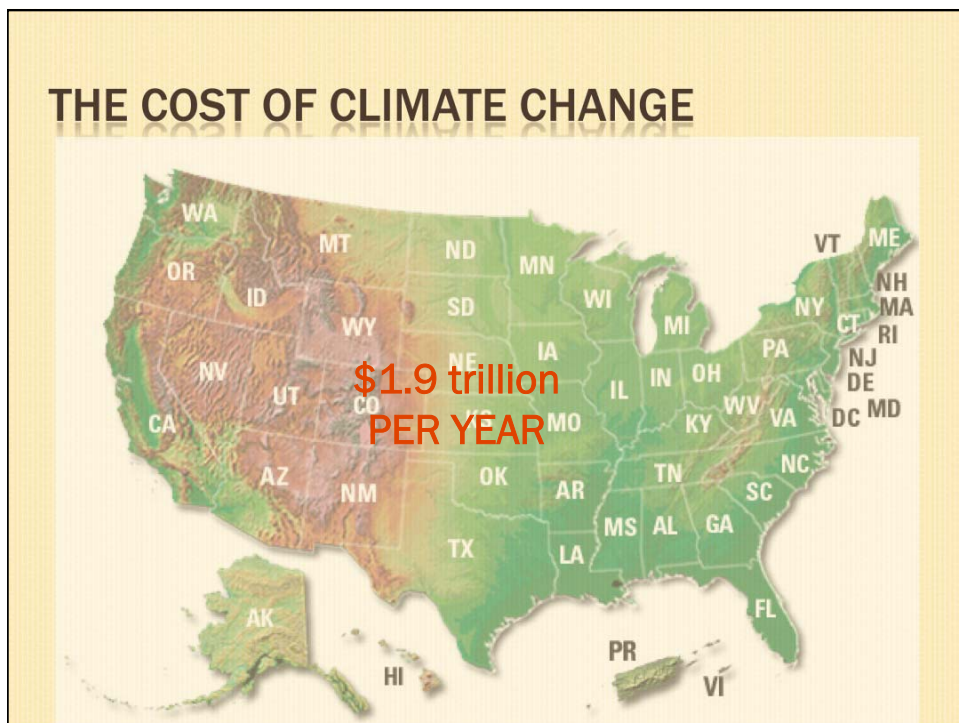 THE COST OF CLIMATE CHANGE
WA
MT
ND
MN
VT
ME
OR
ID
SD
WI
NH
NY
MA
WY
MI
CT
RI
NE
IA
PA
NJ
NV
$1.9 trillion
IL
IN
OH
DE
UT
CO
WV
MD
CA
PER YEAR
KS
MO
KY
VA
DC
AZ
NM
OK
AR
TN
NC
SC
TX
MS
AL
GA
LA
AK
FL
HI
PR
VI